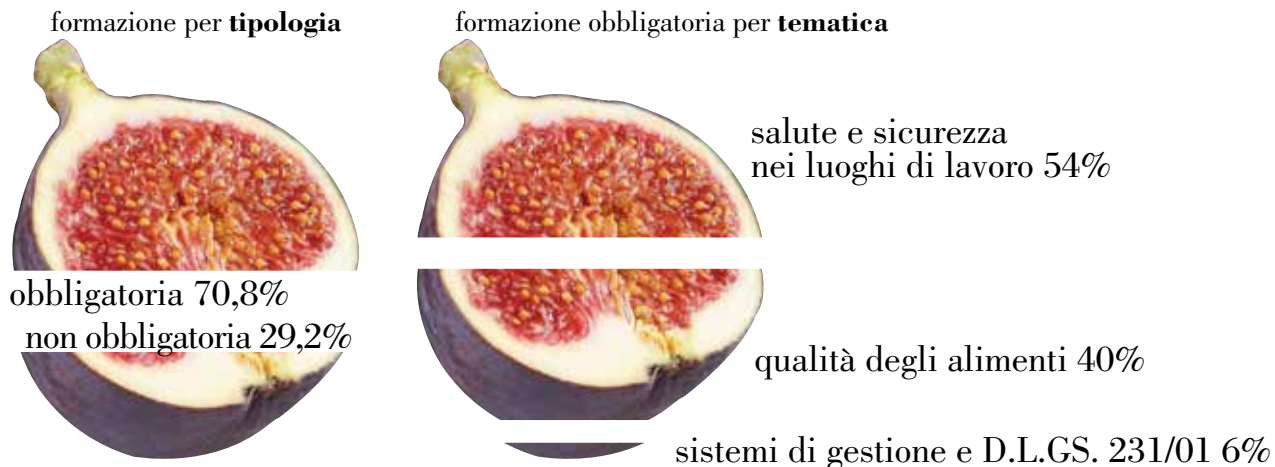 formazione per tipologia
obbligatoria 70,8%
non obbligatoria 29,2%
formazione obbligatoria per tematica
salute e sicurezza
nei luoghi di lavoro 54%
qualità degli alimenti 40%
sistemi di gestione e D.L.GS. 231/01 6%